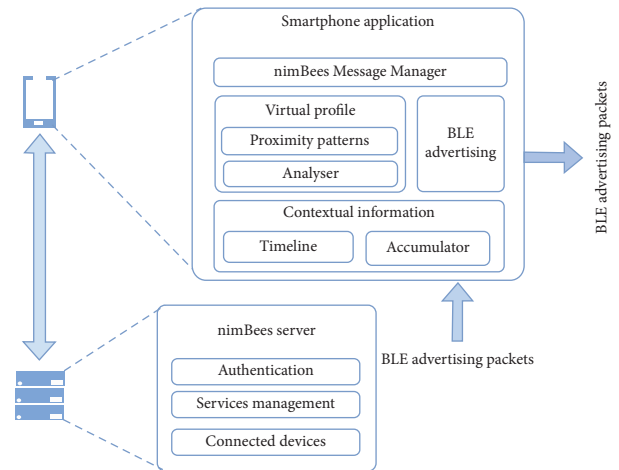 Smartphone application
nimBees Message Manager
Virtual profile
Proximity patterns
Analyser
BLE
advertising
Contextual information
Timeline
Accumulator
BLE advertising packets
BLE advertising packets
nimBees server
Authentication
Services management
Connected devices